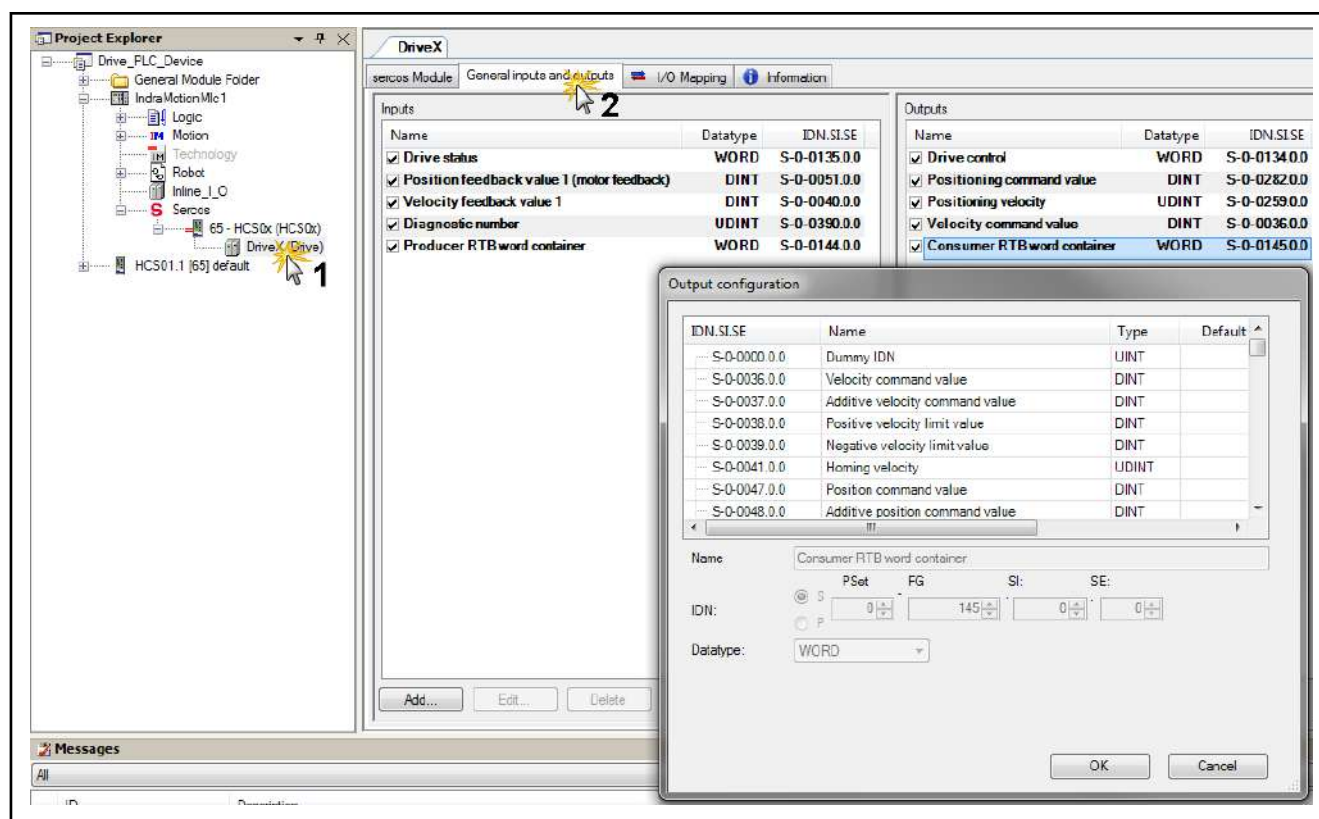 Project Explorer
Drive_PLC_Device
General Module Folder
IndraMotionMlc1
Logic
Motion
Technology
Robot
Inline_I_O
Sercos
65 - HCS0x (HCS0x)
DriveX (Drive)
HCS01.1 [65] default
1
DriveX
sercos Module
General inputs and outputs
I/O Mapping
Information
2
Inputs
Name Datatype IDN.SI.SE
Drive status WORD S-0-0135.0.0
Position feedback value 1 (motor feedback) DINT S-0-0051.0.0
Velocity feedback value 1 DINT S-0-0040.0.0
Diagnostic number UDINT S-0-0390.0.0
Producer RTB word container WORD S-0-0144.0.0
Outputs
Name Datatype IDN.SI.SE
Drive control WORD S-0-0134.0.0
Positioning command value DINT S-0-0282.0.0
Positioning velocity UDINT S-0-0259.0.0
Velocity command value DINT S-0-0036.0.0
Consumer RTB word container WORD S-0-0145.0.0
Output configuration
IDN.SI.SE Name Type Default
S-0-0000.0.0 Dummy IDN UINT
S-0-0036.0.0 Velocity command value DINT
S-0-0037.0.0 Additive velocity command value DINT
S-0-0038.0.0 Positive velocity limit value DINT
S-0-0039.0.0 Negative velocity limit value DINT
S-0-0041.0.0 Homing velocity UDINT
S-0-0047.0.0 Position command value DINT
S-0-0048.0.0 Additive position command value DINT
Name Consumer RTB word container
PSet FG SI: SE:
IDN: S P 0 - 145 . 0 . 0
Datatype: WORD
OK Cancel
Add... Edit... Delete
Messages
All